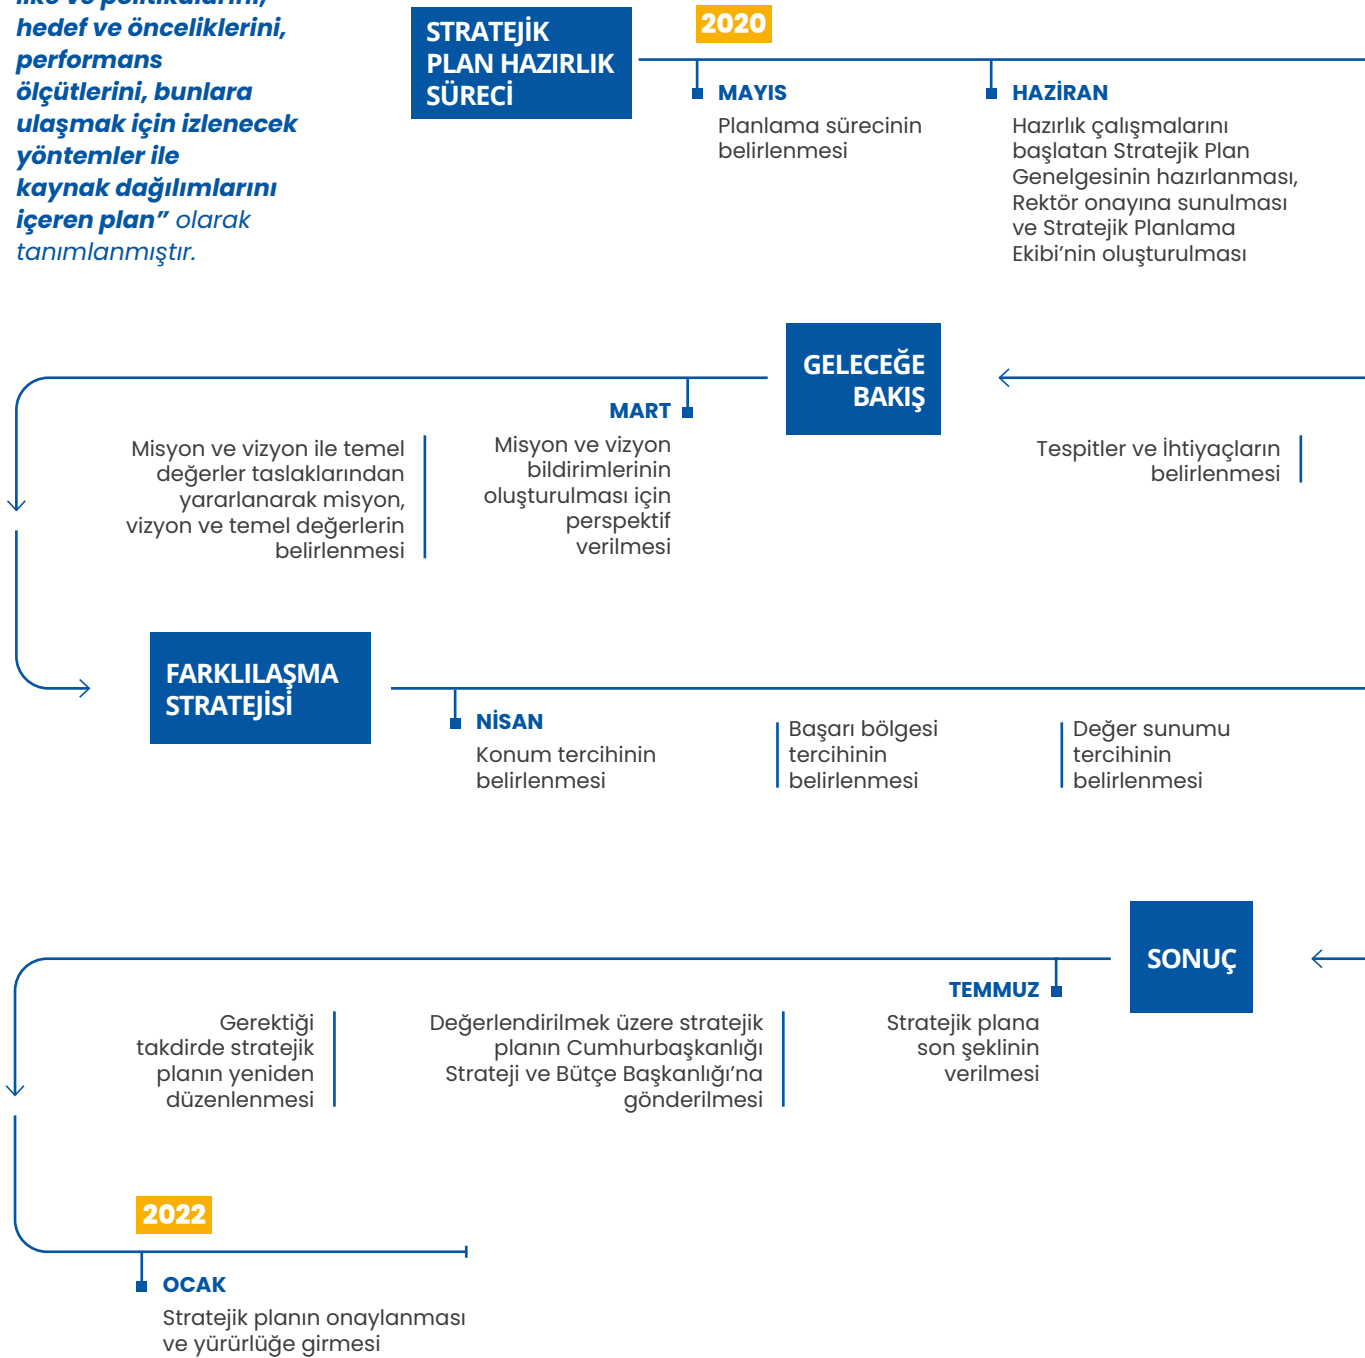 ilke ve politikalarını,
hedef ve önceliklerini,
performans
ölçütlerini, bunlara
ulaşmak için izlenecek
yöntemler ile
kaynak dağılımlarını
içeren plan” olarak
tanımlanmıştır.
STRATEJİK
PLAN HAZIRLIK
SÜRECİ
2020
MAYIS
Planlama sürecinin
belirlenmesi
HAZİRAN
Hazırlık çalışmalarını
başlatan Stratejik Plan
Genelgesinin hazırlanması,
Rektör onayına sunulması
ve Stratejik Planlama
Ekibi’nin oluşturulması
Tespitler ve İhtiyaçların
belirlenmesi
GELECEĞE
BAKIŞ
MART
Misyon ve vizyon
bildirimlerinin
oluşturulması için
perspektif
verilmesi
Misyon ve vizyon ile temel
değerler taslaklarından
yararlanarak misyon,
vizyon ve temel değerlerin
belirlenmesi
FARKLILAŞMA
STRATEJİSİ
NİSAN
Konum tercihinin
belirlenmesi
Başarı bölgesi
tercihinin
belirlenmesi
Değer sunumu
tercihinin
belirlenmesi
SONUÇ
TEMMUZ
Stratejik plana
son şeklinin
verilmesi
Değerlendirilmek üzere stratejik
planın Cumhurbaşkanlığı
Strateji ve Bütçe Başkanlığı’na
gönderilmesi
Gerektiği
takdirde stratejik
planın yeniden
düzenlenmesi
2022
OCAK
Stratejik planın onaylanması
ve yürürlüğe girmesi